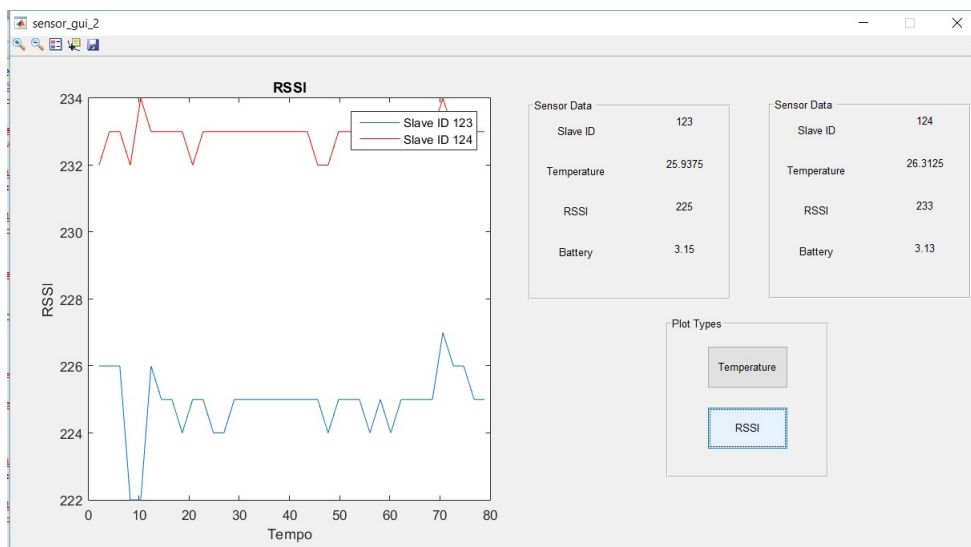 sensor_gui_2
RSSI
Slave ID 123
Slave ID 124
234
232
230
228
226
224
222
0 10 20 30 40 50 60 70 80
RSSI
Tempo
Sensor Data
Slave ID 123
Temperature 25.9375
RSSI 225
Battery 3.15
Sensor Data
Slave ID 124
Temperature 26.3125
RSSI 233
Battery 3.13
Plot Types
Temperature
RSSI